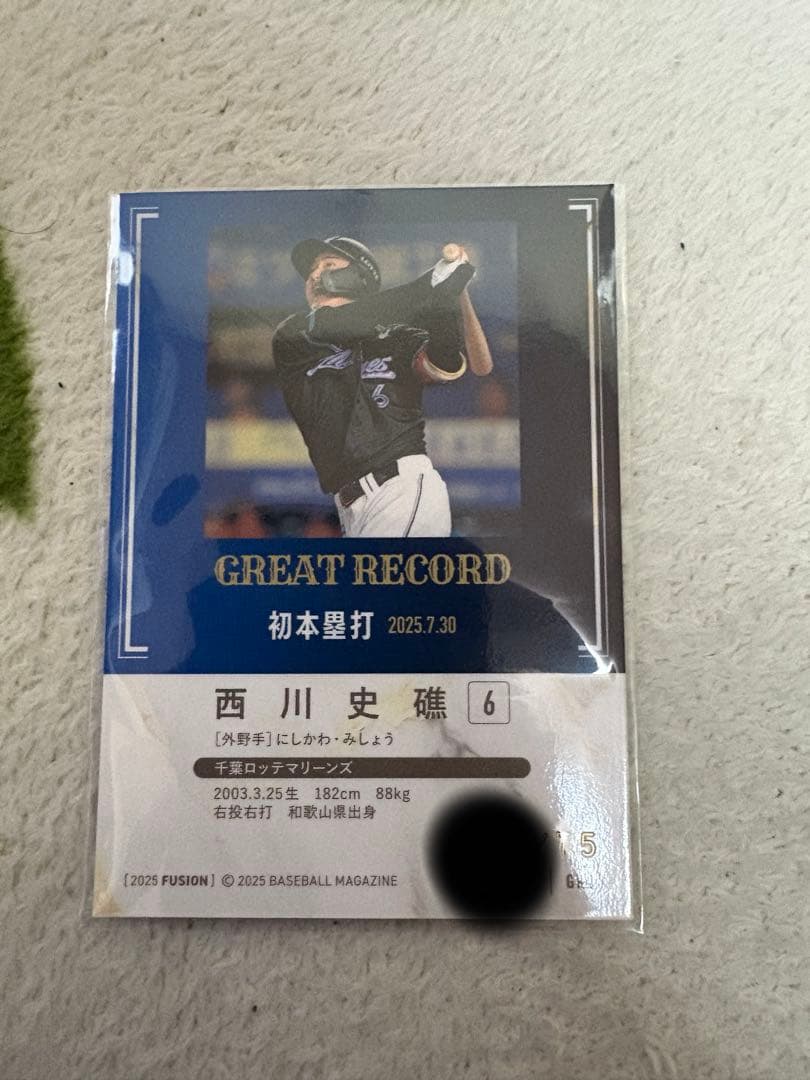 Marines
6
GREAT RECORD
初本塁打 2025.7.30
西川史礁 6
[外野手]にしかわ・みしょう
千葉ロッテマリーンズ
2003.3.25生 182cm 88kg
右投右打 和歌山県出身
5
[2025 FUSION] © 2025 BASEBALL MAGAZINE